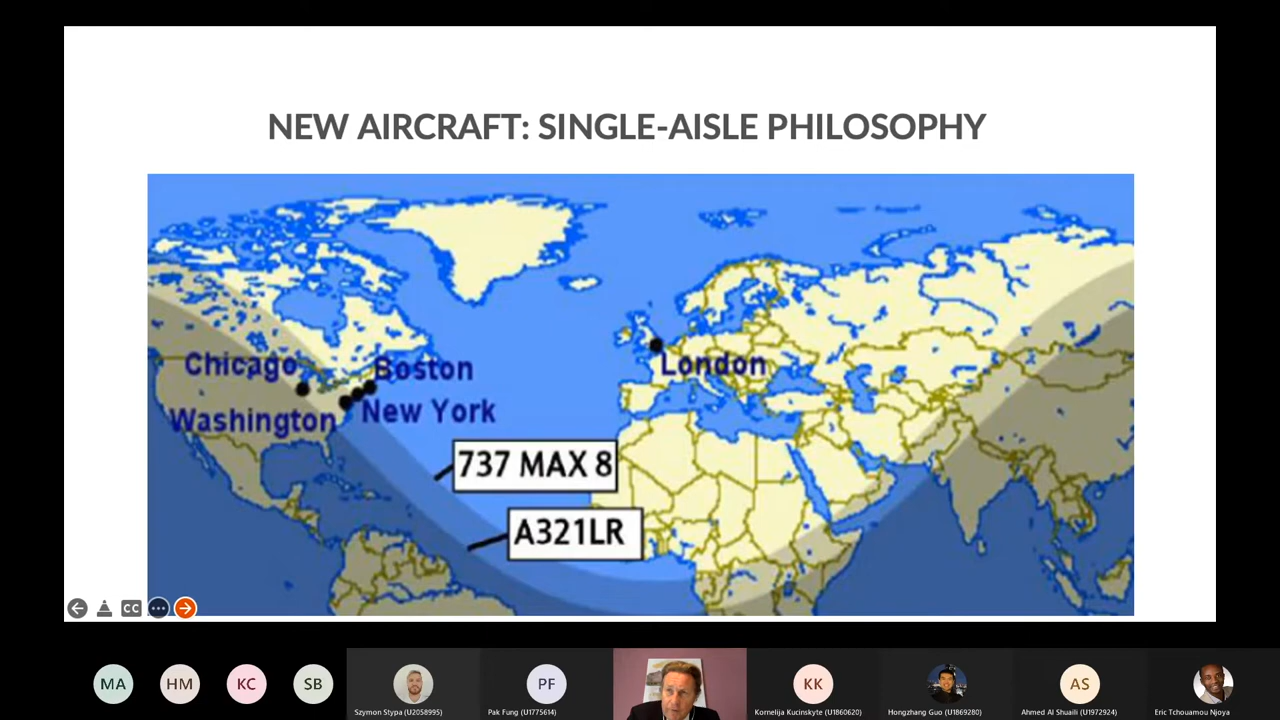 NEW AIRCRAFT: SINGLE-AISLE PHILOSOPHY
Chicago
Boston
London
Washington
New York
737 MAX 8
A321LR
CC
MA
HM
KC
SB
PF
KK
AS
Szymon Stypa (U2058995)
Pak Fung (U1775614)
Kornelija Kucinskyte (U1860620)
Hongzhang Guo (U1869280)
Ahmed Al Shuaili (U1972924)
Eric Tchouamou Njoya